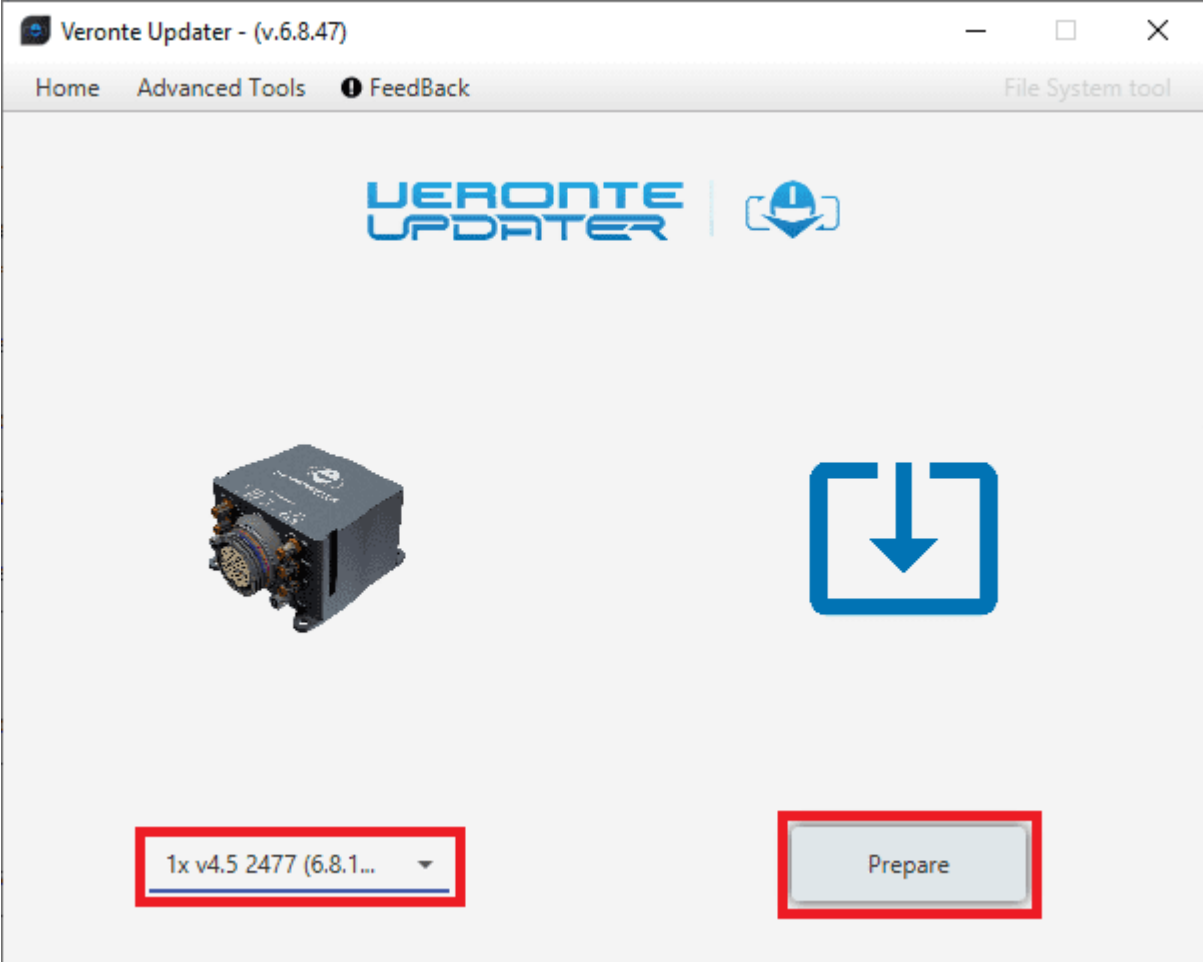 Veronte Updater - (v.6.8.47)
Home Advanced Tools FeedBack File System tool
VERONTE
UPDATER
1x v4.5 2477 (6.8.1...
Prepare